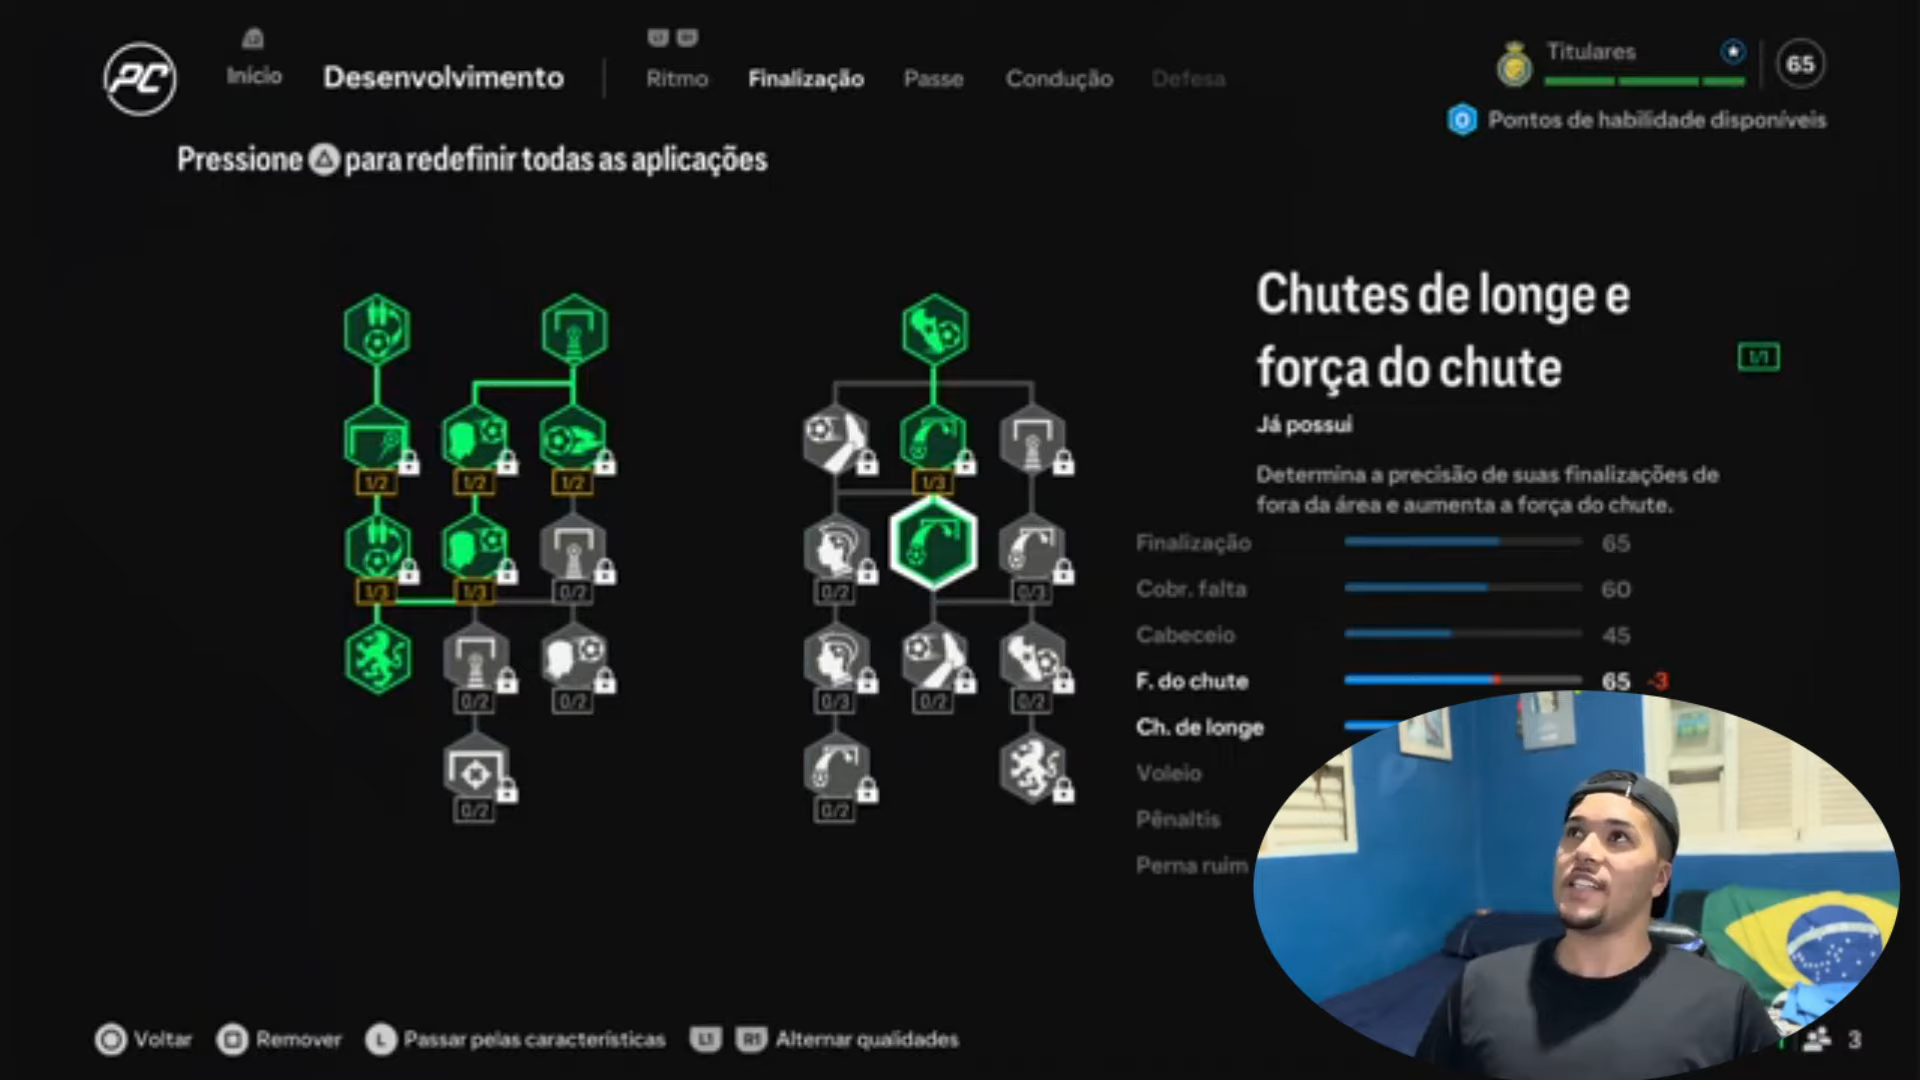 Início
Desenvolvimento
Ritmo
Finalização
Passe
Condução
Defesa
Titulares
65
0 Pontos de habilidade disponíveis
Pressione para redefinir todas as aplicações
Chutes de longe e
força do chute
1/1
Já possui
Determina a precisão de suas finalizações de
fora da área e aumenta a força do chute.
1/2
1/2
1/2
1/3
1/3
1/3
0/2
0/2
0/3
0/2
0/2
0/3
0/2
0/2
0/2
0/2
Finalização 65
Cobr. falta 60
Cabeceio 45
F. do chute 65 -3
Ch. de longe
Voleio
Pênaltis
Perna ruim
Voltar
Remover
L Passar pelas características
L1 R1 Alternar qualidades
3